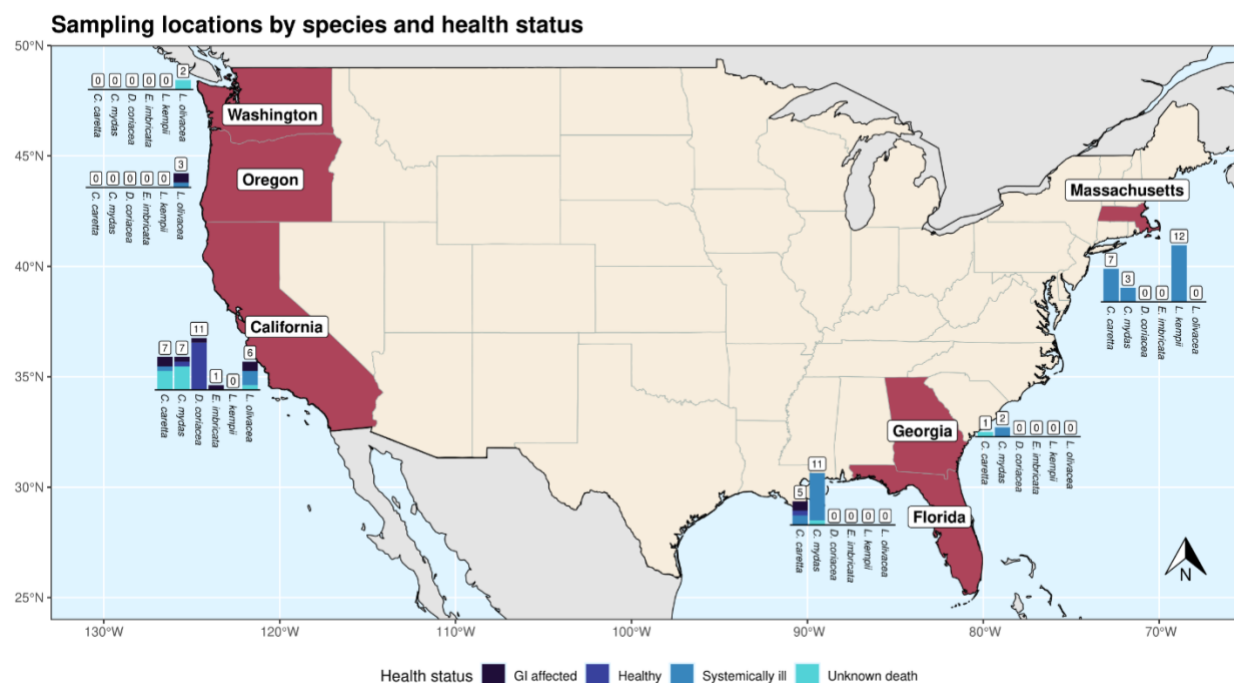 Sampling locations by species and health status
50°N
45°N
40°N
35°N
30°N
25°N
130°W
120°W
110°W
100°W
90°W
80°W
70°W
0 0 0 0 0 2
C. caretta
C. mydas
D. coriacea
E. imbricata
L. kempii
L. olivacea
Washington
0 0 0 0 0 3
C. caretta
C. mydas
D. coriacea
E. imbricata
L. kempii
L. olivacea
Oregon
7 7 11 1 0 6
C. caretta
C. mydas
D. coriacea
E. imbricata
L. kempii
L. olivacea
California
Massachusetts
7 3 0 0 12 0
C. caretta
C. mydas
D. coriacea
E. imbricata
L. kempii
L. olivacea
Georgia
1 2 0 0 0 0
C. caretta
C. mydas
D. coriacea
E. imbricata
L. kempii
L. olivacea
5 11 0 0 0 0
C. caretta
C. mydas
D. coriacea
E. imbricata
L. kempii
L. olivacea
Florida
N
Health status GI affected Healthy Systemically ill Unknown death